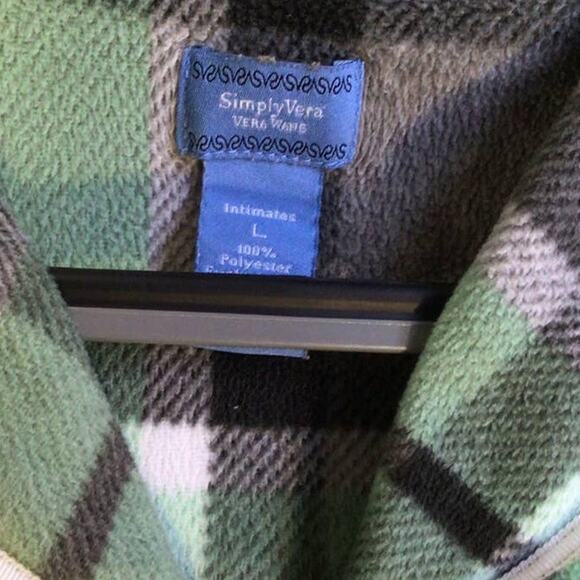 Simply Vera
VERA WANG
Intimates
L
100%
Polyester